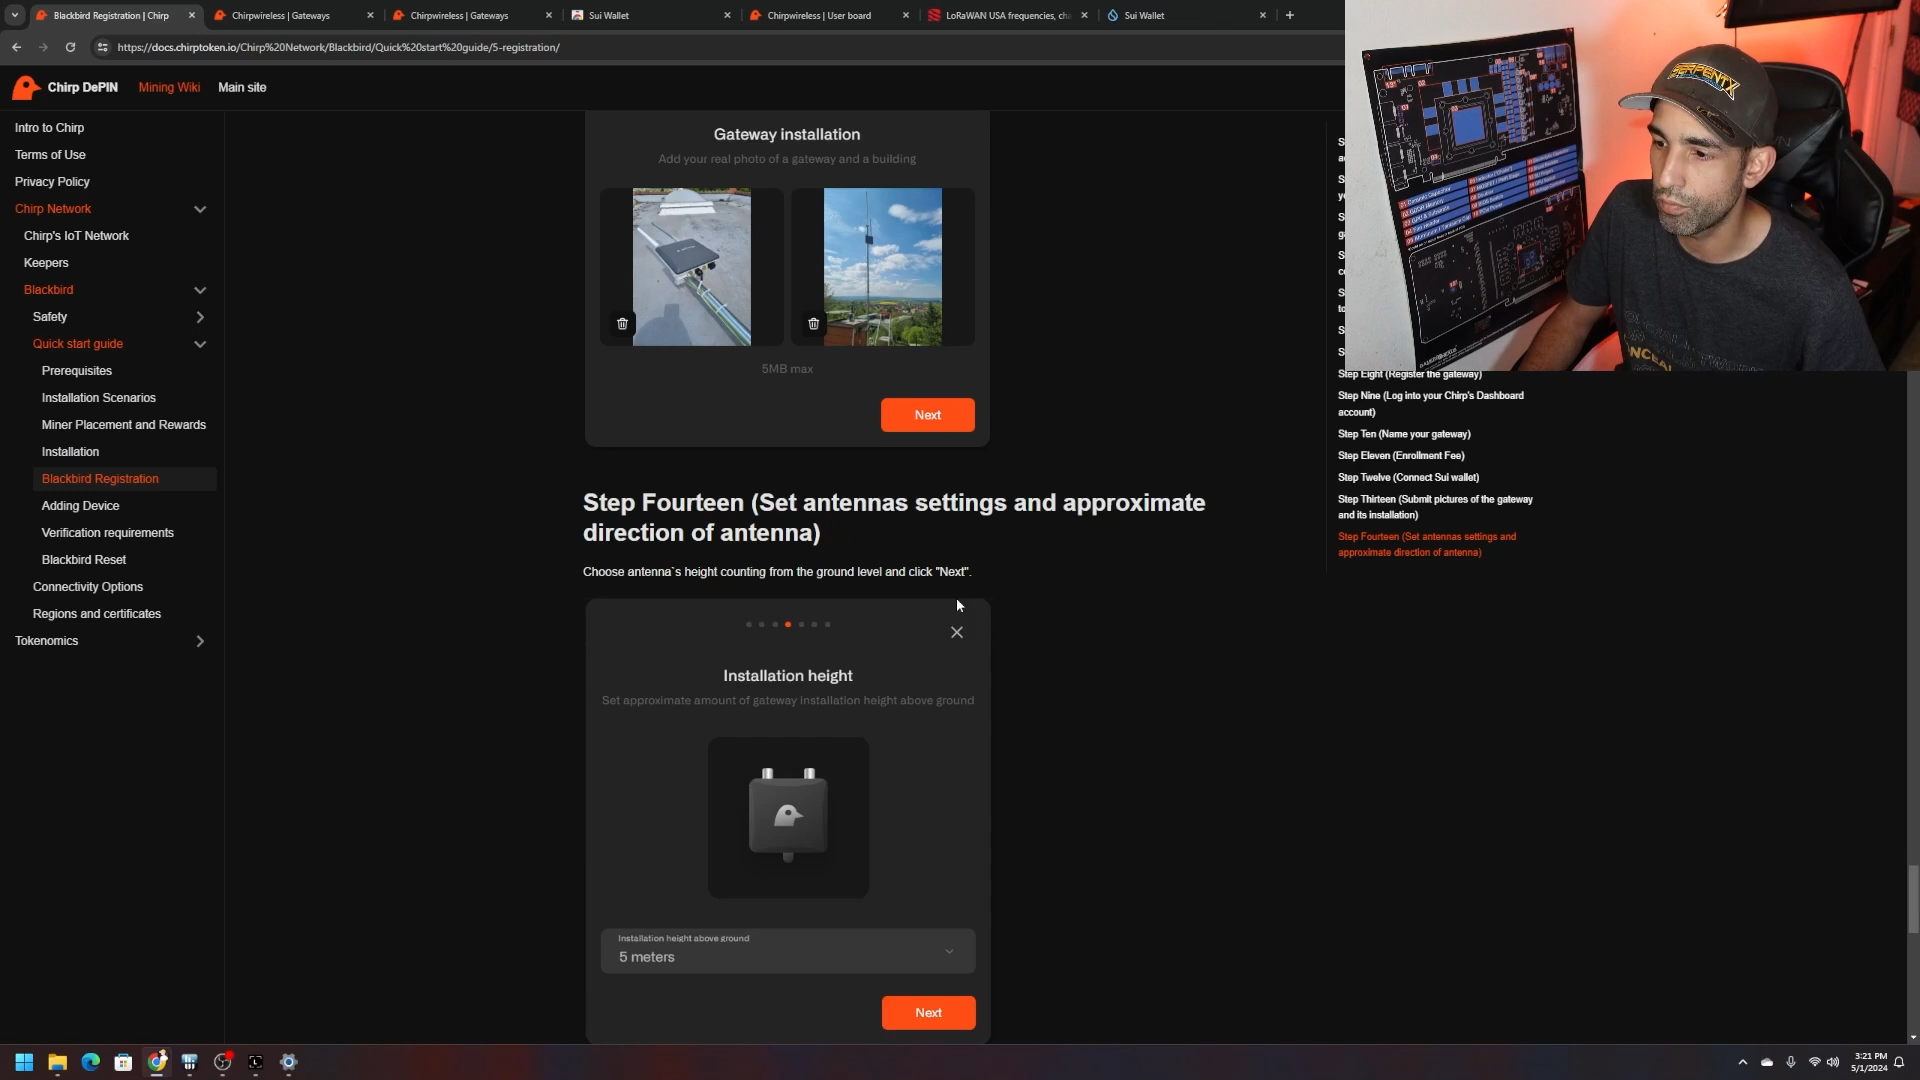 Blackbird Registration | Chirp
Chirpwireless | Gateways
Chirpwireless | Gateways
Sui Wallet
Chirpwireless | User board
LoRaWAN USA frequencies, ch
Sui Wallet
https://docs.chirptoken.io/Chirp%20Network/Blackbird/Quick%20start%20guide/5-registration/
Chirp DePIN
Mining Wiki
Main site
Intro to Chirp
Terms of Use
Privacy Policy
Chirp Network
Chirp's IoT Network
Keepers
Blackbird
Safety
Quick start guide
Prerequisites
Installation Scenarios
Miner Placement and Rewards
Installation
Blackbird Registration
Adding Device
Verification requirements
Blackbird Reset
Connectivity Options
Regions and certificates
Tokenomics
Gateway installation
Add your real photo of a gateway and a building
5MB max
Next
Step Fourteen (Set antennas settings and approximate
direction of antenna)
Choose antenna`s height counting from the ground level and click "Next".
Installation height
Set approximate amount of gateway installation height above ground
Installation height above ground
5 meters
Next
Step Eight (Register the gateway)
Step Nine (Log into your Chirp's Dashboard
account)
Step Ten (Name your gateway)
Step Eleven (Enrollment Fee)
Step Twelve (Connect Sui wallet)
Step Thirteen (Submit pictures of the gateway
and its installation)
Step Fourteen (Set antennas settings and
approximate direction of antenna)
3:21 PM
5/1/2024